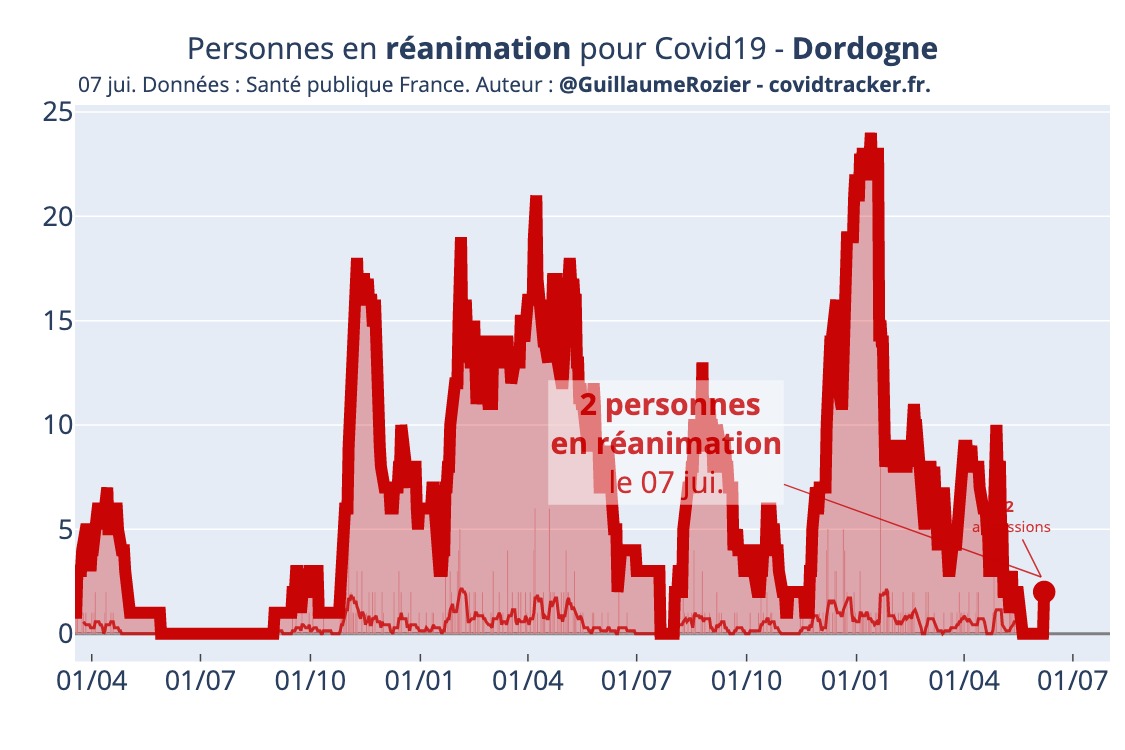 Personnes en réanimation pour Covid19 - Dordogne
07 jui. Données : Santé publique France. Auteur : @GuillaumeRozier - covidtracker.fr.
25
20
15
10
5
0
2 personnes
en réanimation
le 07 jui.
2
01/04 01/07 01/10 01/01 01/04 01/07 01/10 01/01 01/04 01/07